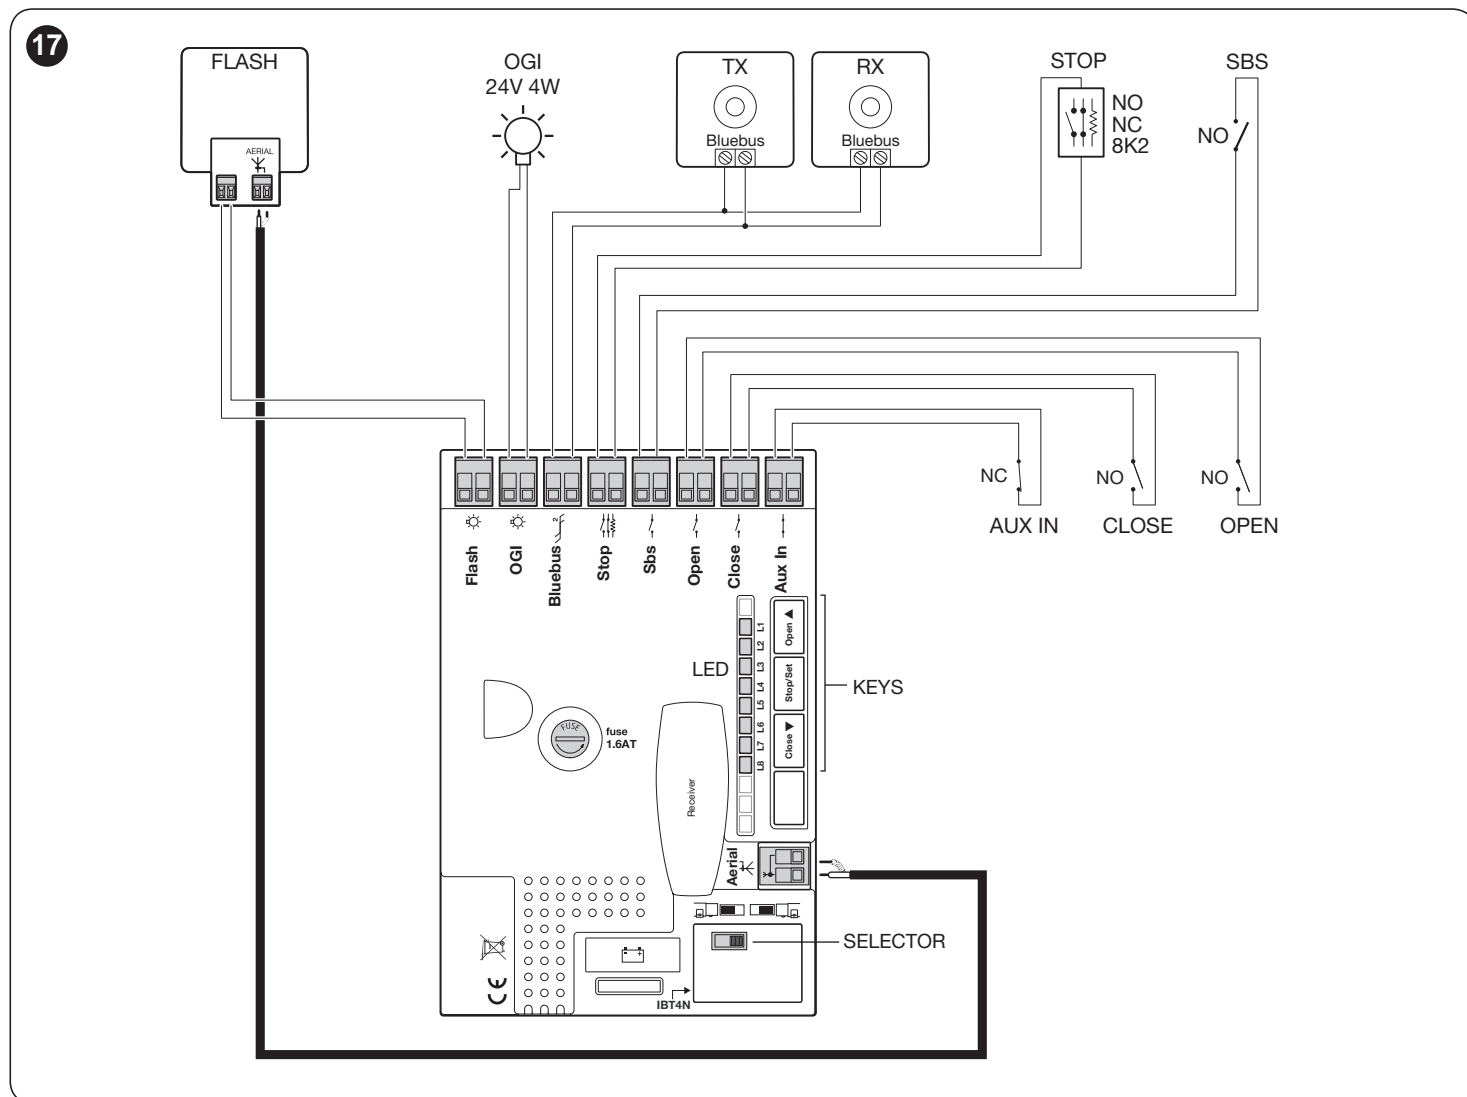 17
FLASH
AERIAL
OGI
24V 4W
TX
Bluebus
RX
Bluebus
STOP
NO
NC
8K2
SBS
NO
NC
AUX IN
NO
CLOSE
NO
OPEN
Flash
OGI
Bluebus
2
Stop
Sbs
Open
Close
Aux In
L1
L2
L3
L4
L5
L6
L7
L8
LED
Open ▲
Stop/Set
Close ▼
KEYS
FUSE
fuse
1.6AT
Receiver
Aerial
SELECTOR
IBT4N
CE